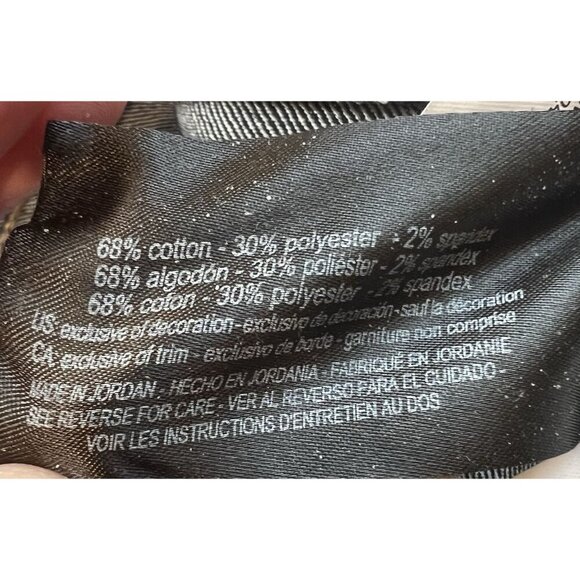 68% cotton - 30% polyester - 2% spandex
68% algodón - 30% poliéster - 2% spandex
68% coton - 30% polyester - 2% spandex
US: exclusive of decoration - exclusivo de decoración - sauf la décoration
CA: exclusive of trim - exclusivo de borde - garniture non comprise
MADE IN JORDAN - HECHO EN JORDANIA - FABRIQUÉ EN JORDANIE
SEE REVERSE FOR CARE - VER AL REVERSO PARA EL CUIDADO -
VOIR LES INSTRUCTIONS D'ENTRETIEN AU DOS